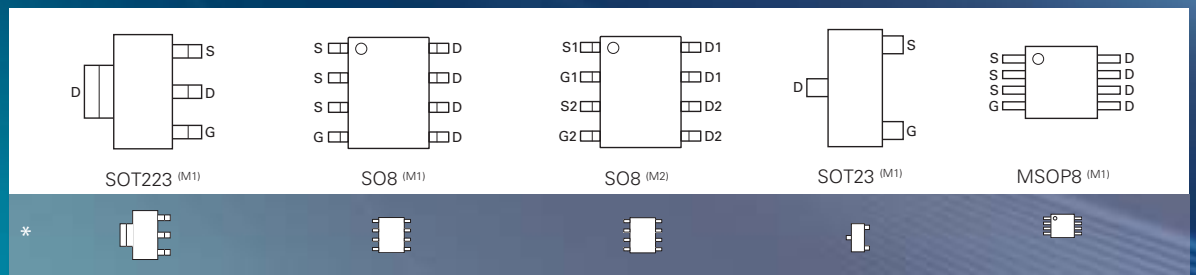 D S D G
S S S G D D D D
S1 G1 S2 G2 D1 D1 D2 D2
D S G
S S S G D D D D
SOT223 (M1)
SO8 (M1)
SO8 (M2)
SOT23 (M1)
MSOP8 (M1)
*